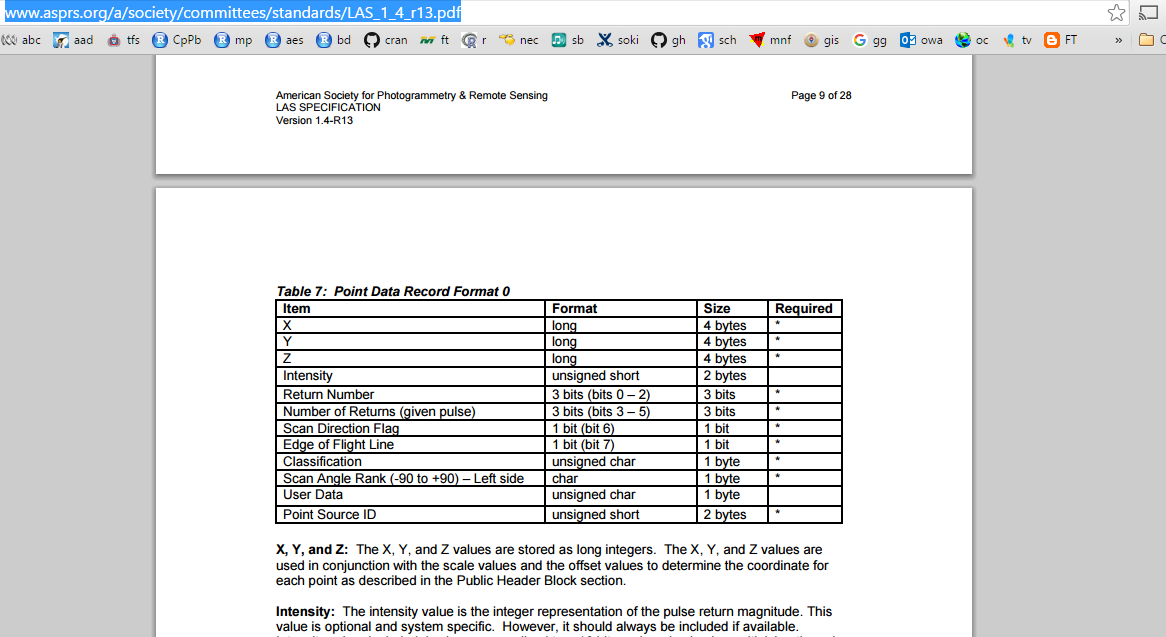 www.asprs.org/a/society/committees/standards/LAS_1_4_r13.pdf
abc aad tfs CpPb mp aes bd cran ft r nec sb soki gh sch mnf gis gg owa oc tv FT » C
American Society for Photogrammetry & Remote Sensing Page 9 of 28
LAS SPECIFICATION
Version 1.4-R13
Table 7: Point Data Record Format 0
Item Format Size Required
X long 4 bytes *
Y long 4 bytes *
Z long 4 bytes *
Intensity unsigned short 2 bytes
Return Number 3 bits (bits 0 – 2) 3 bits *
Number of Returns (given pulse) 3 bits (bits 3 – 5) 3 bits *
Scan Direction Flag 1 bit (bit 6) 1 bit *
Edge of Flight Line 1 bit (bit 7) 1 bit *
Classification unsigned char 1 byte *
Scan Angle Rank (-90 to +90) – Left side char 1 byte *
User Data unsigned char 1 byte
Point Source ID unsigned short 2 bytes *
X, Y, and Z: The X, Y, and Z values are stored as long integers. The X, Y, and Z values are
used in conjunction with the scale values and the offset values to determine the coordinate for
each point as described in the Public Header Block section.
Intensity: The intensity value is the integer representation of the pulse return magnitude. This
value is optional and system specific. However, it should always be included if available.